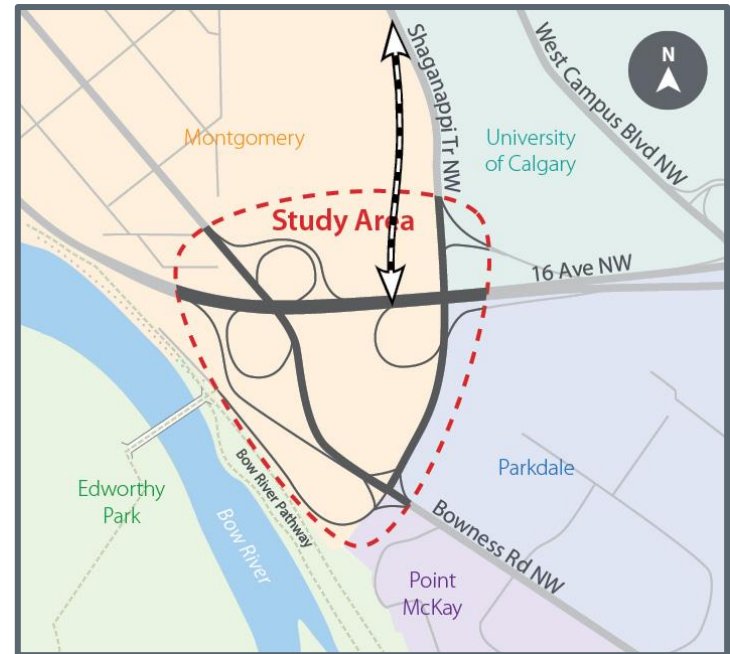 N
Shaganappi Tr NW
West Campus Blvd NW
Montgomery
University
of Calgary
Study Area
16 Ave NW
Parkdale
Edworthy
Park
Bow River
Bow River Pathway
Bowness Rd NW
Point
McKay